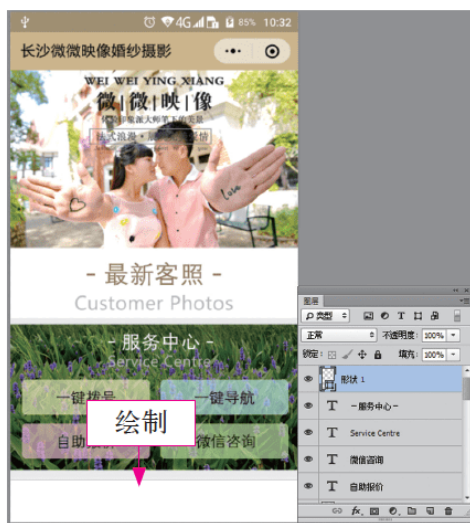 4G 85% 10:32
长沙微微映像婚纱摄影
WEI WEI YING XIANG
微|微|映|像
love
- 最新客照 -
Customer Photos
- 服务中心 -
Service Centre
一键拨号
一键导航
自助报价
微信咨询
绘制
图层
类型
正常
不透明度: 100%
锁定:
填充: 100%
形状 1
T -服务中心-
T Service Centre
T 微信咨询
T 自助报价
fx